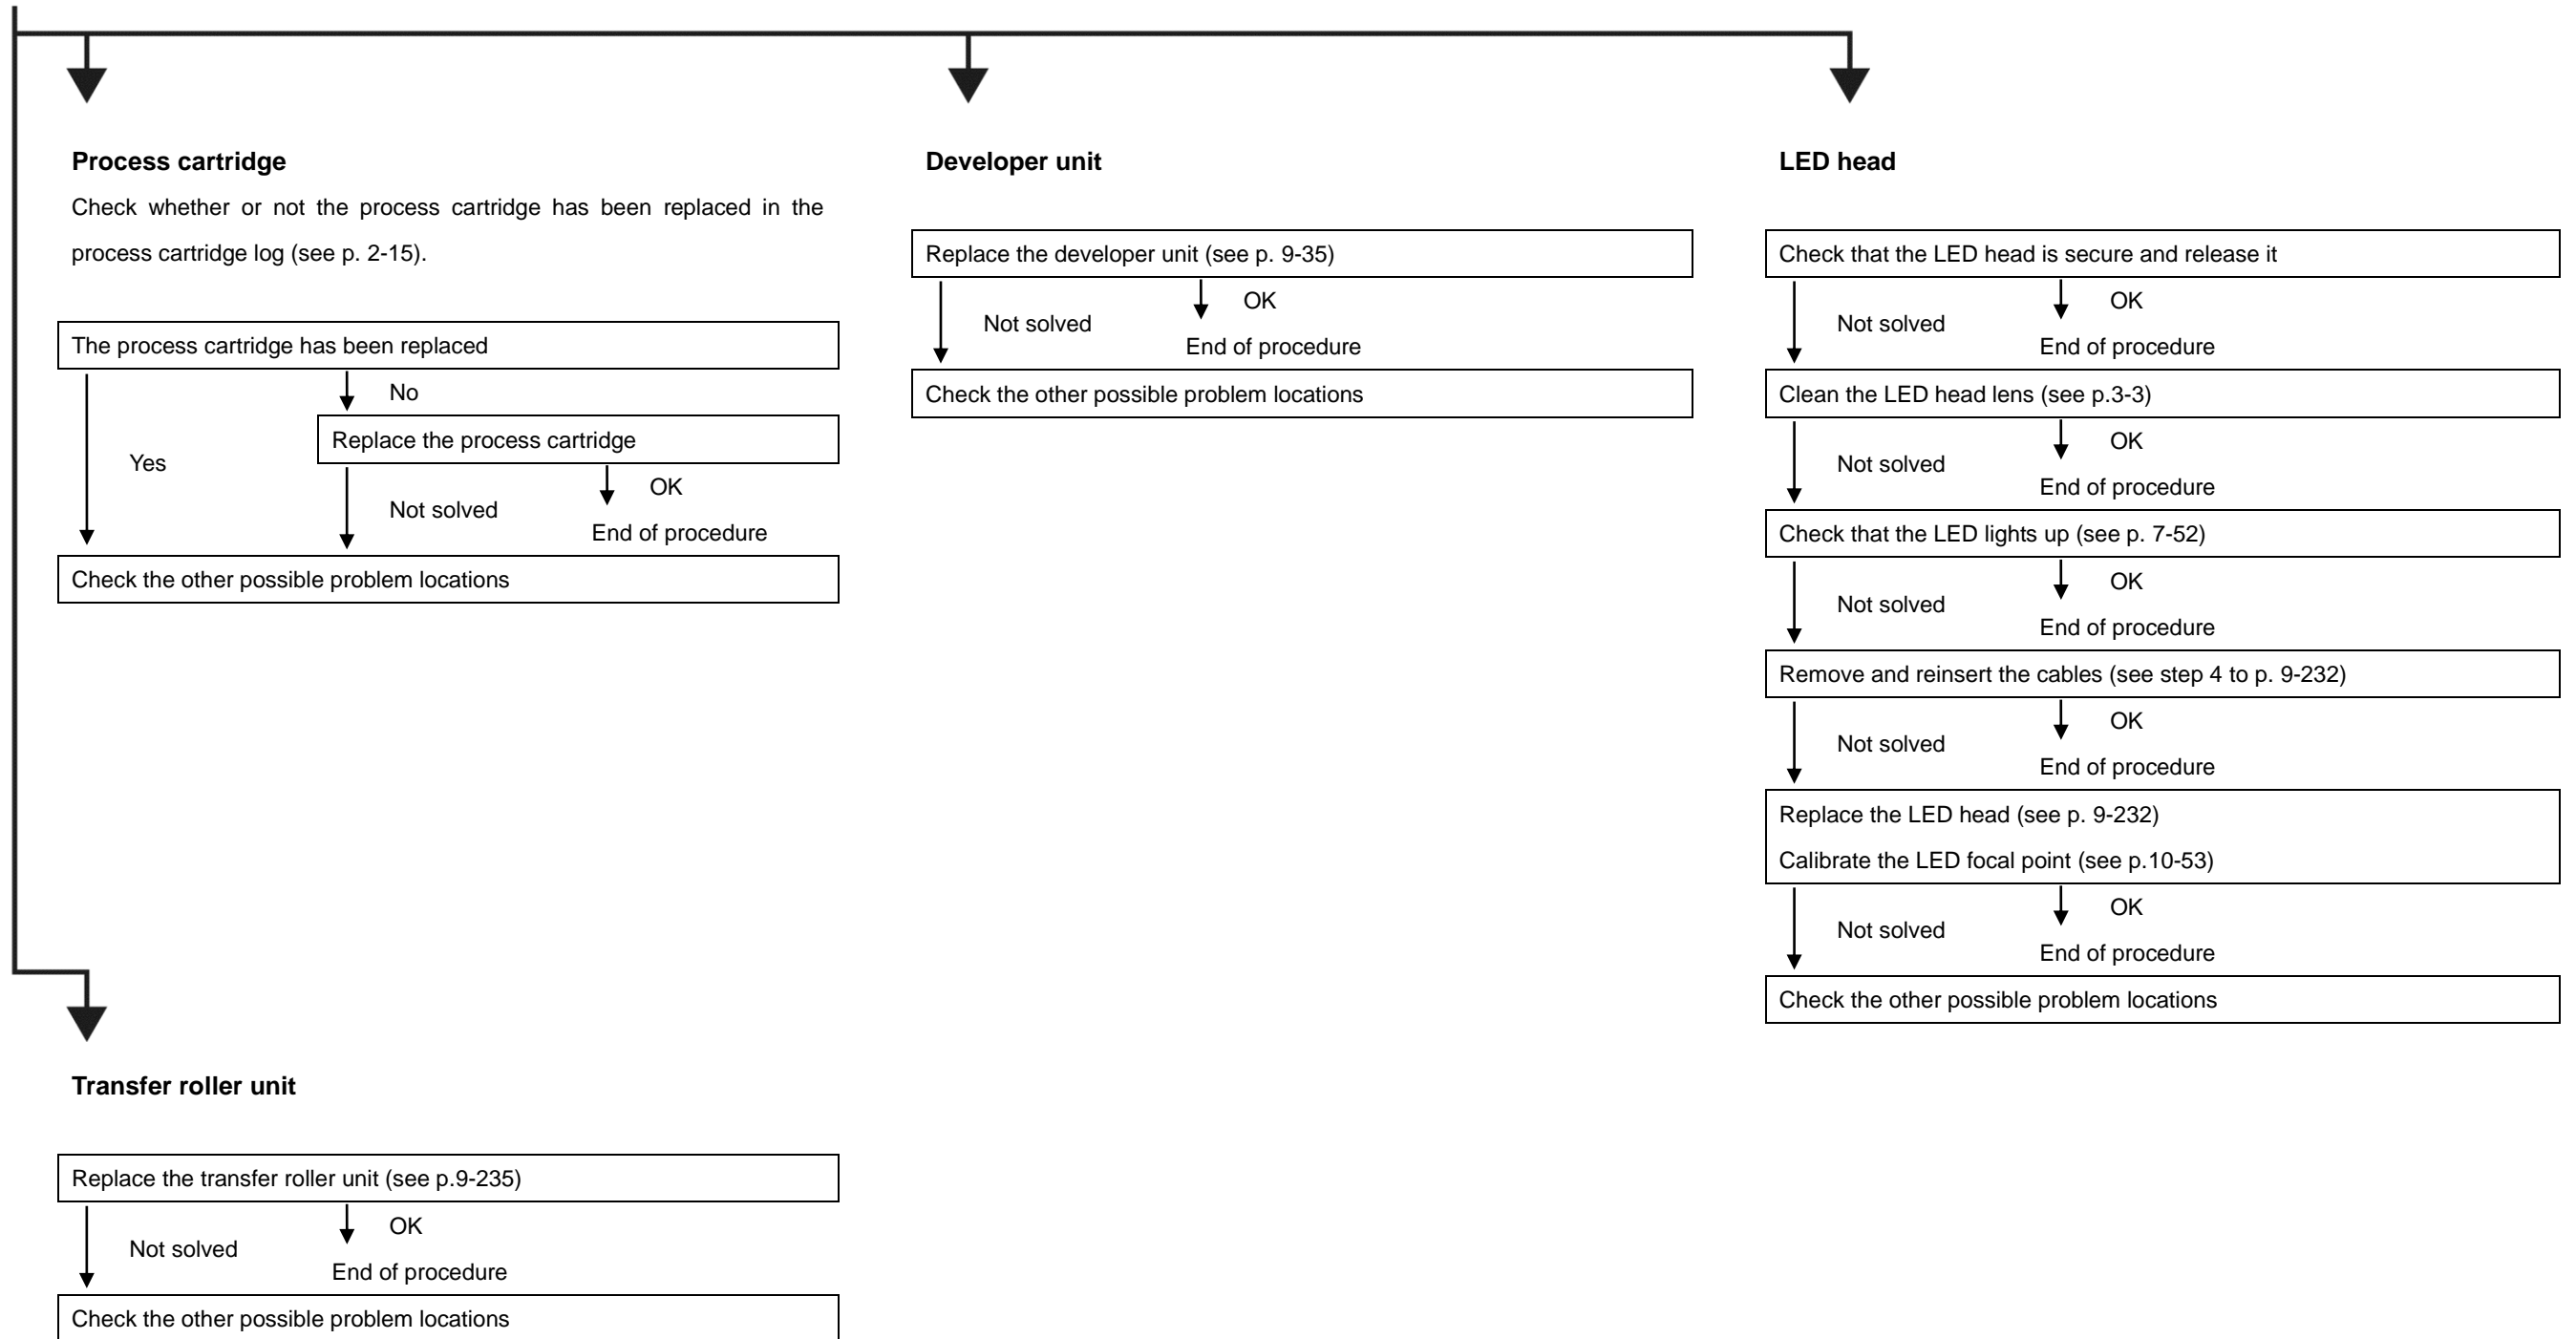 Process cartridge
Check whether or not the process cartridge has been replaced in the
process cartridge log (see p. 2-15).
The process cartridge has been replaced
No
Replace the process cartridge
Yes
OK
Not solved
End of procedure
Check the other possible problem locations
Developer unit
Replace the developer unit (see p. 9-35)
OK
Not solved
End of procedure
Check the other possible problem locations
LED head
Check that the LED head is secure and release it
OK
Not solved
End of procedure
Clean the LED head lens (see p.3-3)
OK
Not solved
End of procedure
Check that the LED lights up (see p. 7-52)
OK
Not solved
End of procedure
Remove and reinsert the cables (see step 4 to p. 9-232)
OK
Not solved
End of procedure
Replace the LED head (see p. 9-232)
Calibrate the LED focal point (see p.10-53)
OK
Not solved
End of procedure
Check the other possible problem locations
Transfer roller unit
Replace the transfer roller unit (see p.9-235)
OK
Not solved
End of procedure
Check the other possible problem locations